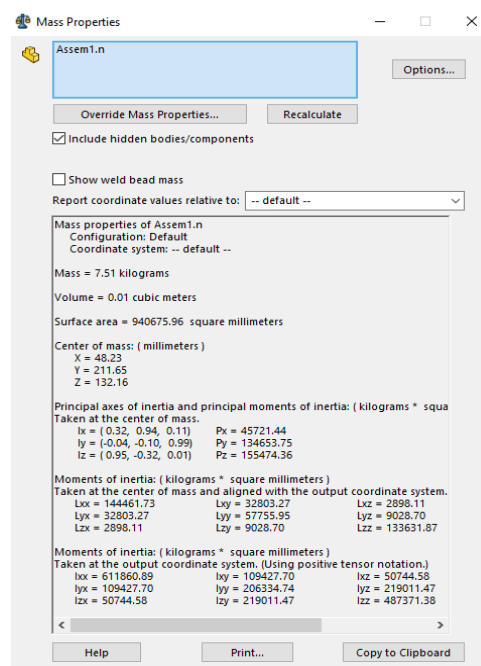 Mass Properties
Assem1.n
Options...
Override Mass Properties...    Recalculate
Include hidden bodies/components
Show weld bead mass
Report coordinate values relative to:    -- default --
Mass properties of Assem1.n
Configuration: Default
Coordinate system: -- default --
Mass = 7.51 kilograms
Volume = 0.01 cubic meters
Surface area = 940675.96  square millimeters
Center of mass: ( millimeters )
X = 48.23
Y = 211.65
Z = 132.16
Principal axes of inertia and principal moments of inertia: ( kilograms *  squa
Taken at the center of mass.
Ix = ( 0.32,  0.94,  0.11)    Px = 45721.44
Iy = (-0.04, -0.10,  0.99)    Py = 134653.75
Iz = ( 0.95, -0.32,  0.01)    Pz = 155474.36
Moments of inertia: ( kilograms *  square millimeters )
Taken at the center of mass and aligned with the output coordinate system.
Lxx = 144461.73    Lxy = 32803.27    Lxz = 2898.11
Lyx = 32803.27    Lyy = 57755.95    Lyz = 9028.70
Lzx = 2898.11    Lzy = 9028.70    Lzz = 133631.87
Moments of inertia: ( kilograms *  square millimeters )
Taken at the output coordinate system. (Using positive tensor notation.)
Ixx = 611860.89    Ixy = 109427.70    Ixz = 50744.58
Iyx = 109427.70    Iyy = 206334.74    Iyz = 219011.47
Izx = 50744.58    Izy = 219011.47    Izz = 487371.38
Help    Print...    Copy to Clipboard